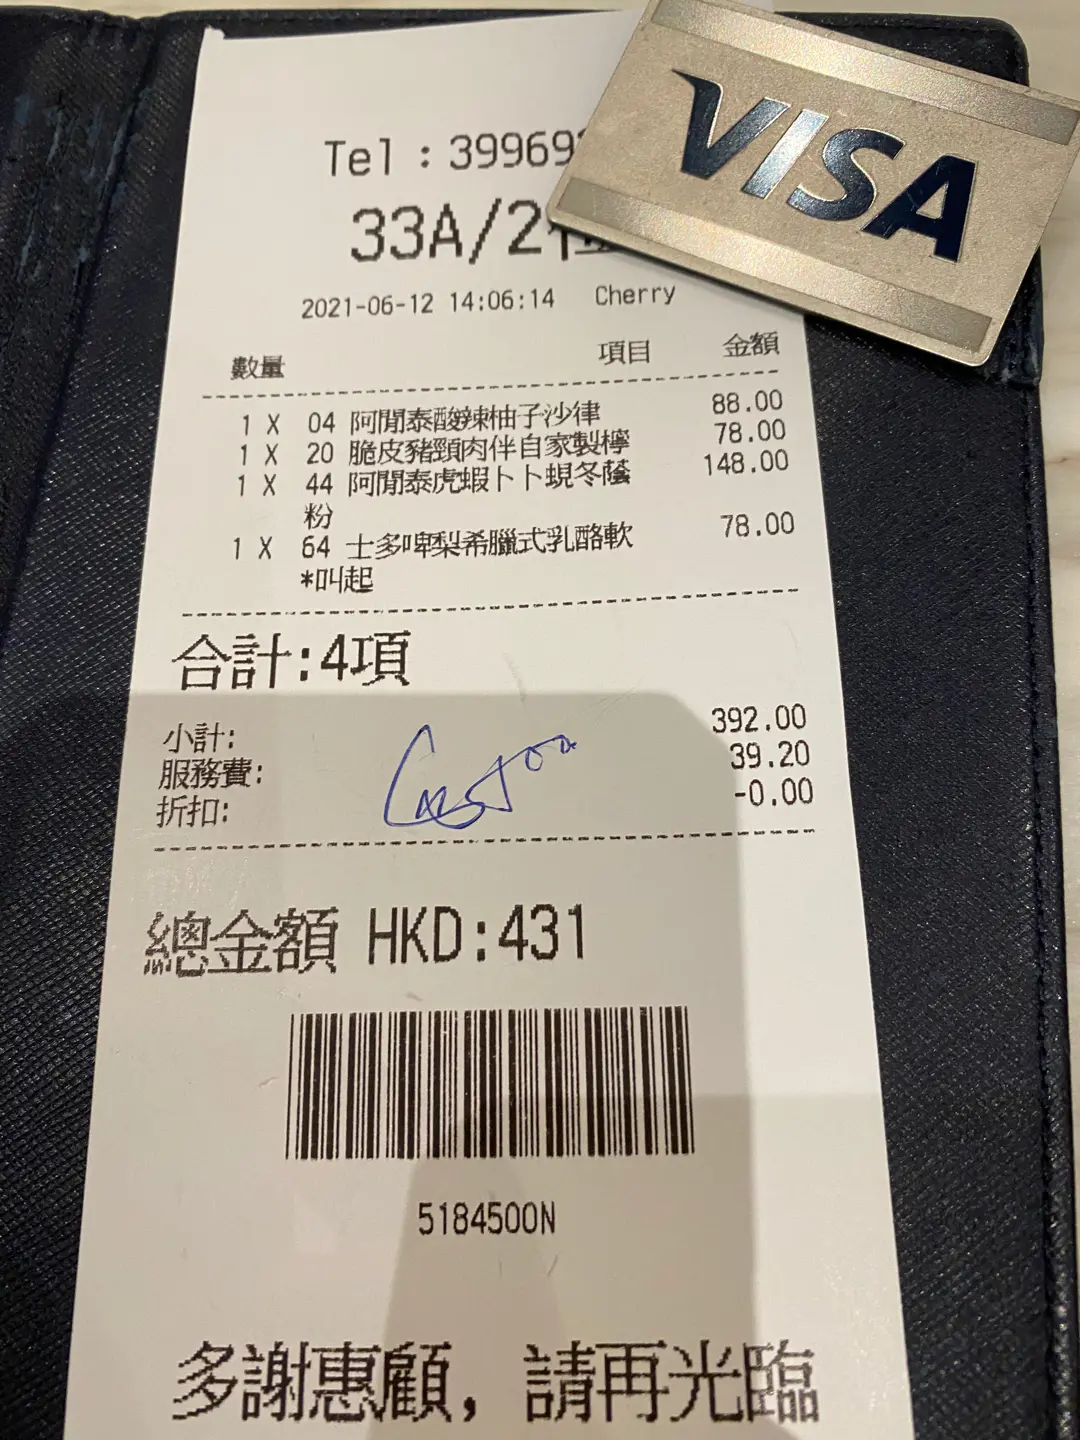 VISA
Tel：39969
33A/2
2021-06-12 14:06:14 Cherry
數量 項目 金額
1 X 04 阿閒泰酸辣柚子沙律 88.00
1 X 20 脆皮豬頸肉伴自家製檸 78.00
1 X 44 阿閒泰虎蝦卜卜蜆冬蔭 148.00
粉
1 X 64 士多啤梨希臘式乳酪軟 78.00
*叫起
合計:4項
小計: 392.00
服務費: 39.20
折扣: -0.00
總金額 HKD:431
5184500N
多謝惠顧，請再光臨